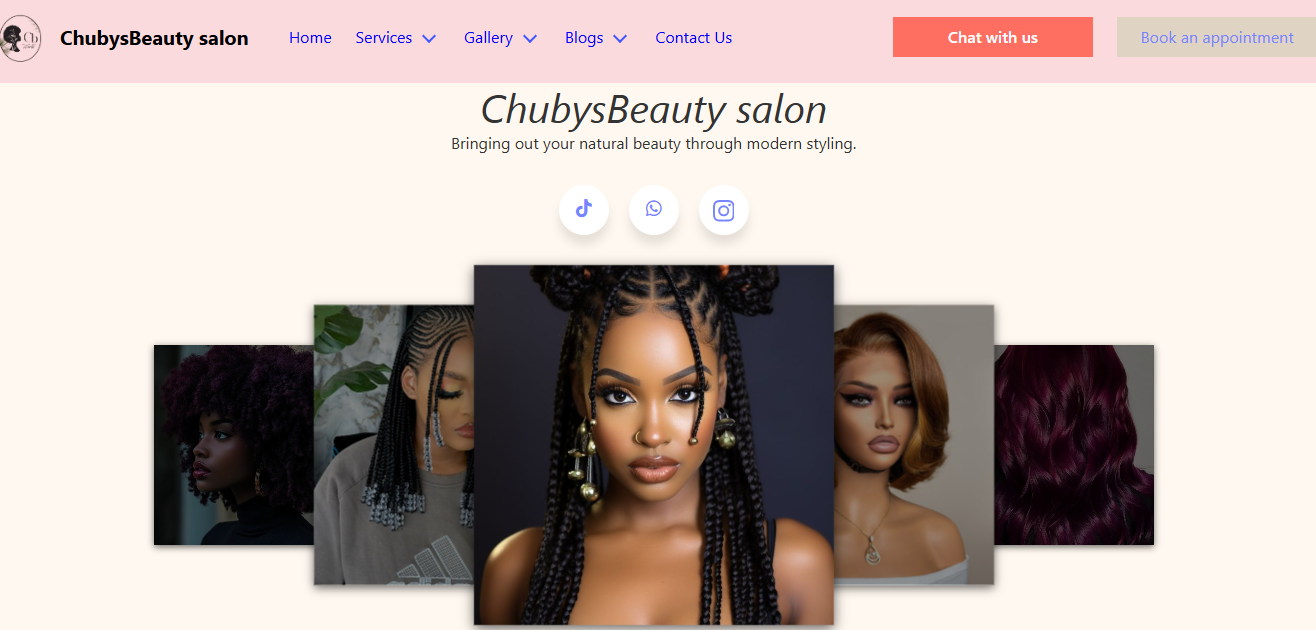 Cb
ChubysBeauty salon
Home
Services
Gallery
Blogs
Contact Us
Chat with us
Book an appointment
ChubysBeauty salon
Bringing out your natural beauty through modern styling.